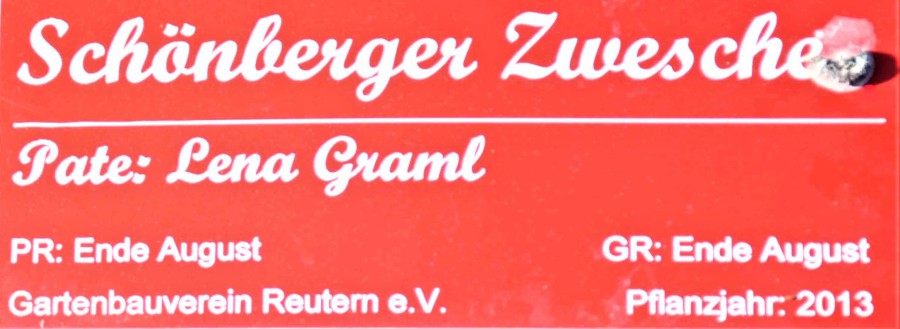 Schönberger Zwesche
Pate: Lena Graml
PR: Ende August GR: Ende August
Gartenbauverein Reutern e.V. Pflanzjahr: 2013